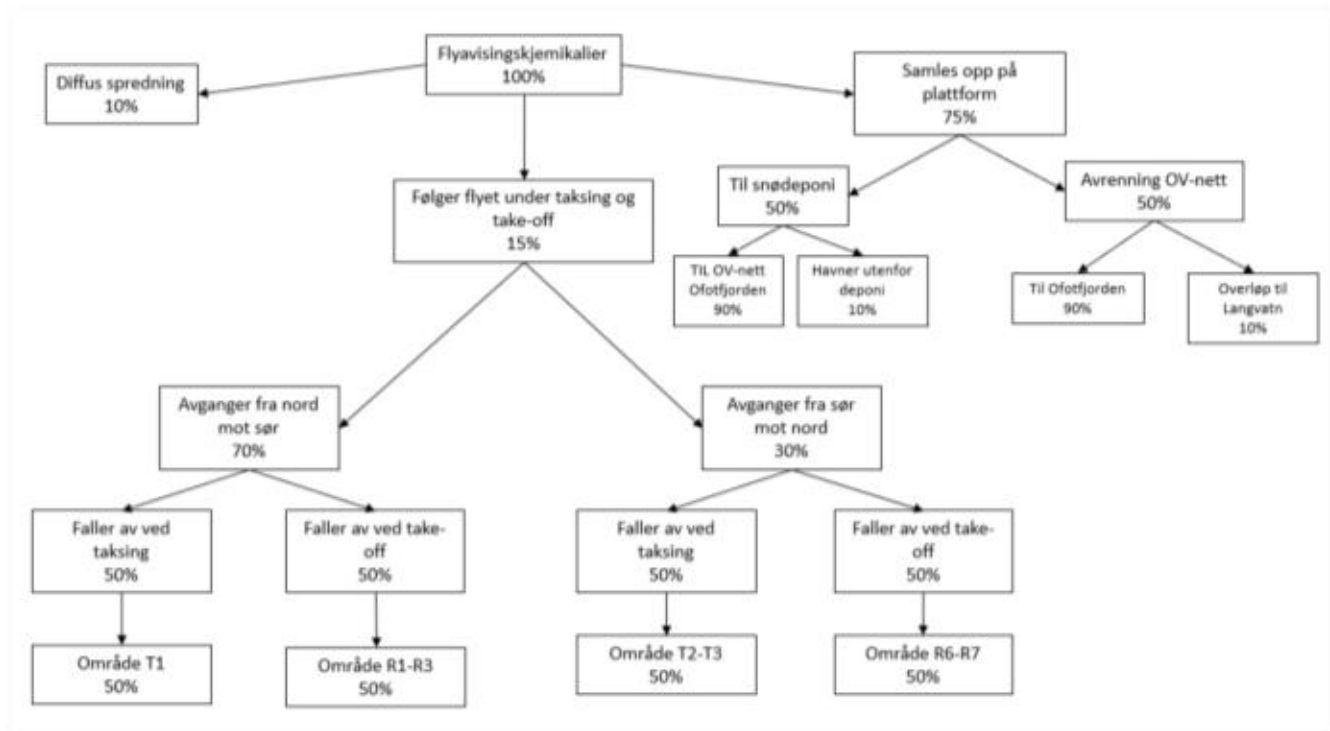 Flyavisingskjemikalier
100%
Diffus spredning
10%
Samles opp på
plattform
75%
Følger flyet under taksing og
take-off
15%
Til snødeponi
50%
Avrenning OV-nett
50%
TIL OV-nett
Ofotfjorden
90%
Havner utenfor
deponi
10%
Til Ofotfjorden
90%
Overløp til
Langvatn
10%
Avganger fra nord
mot sør
70%
Avganger fra sør
mot nord
30%
Faller av ved
taksing
50%
Faller av ved take-
off
50%
Faller av ved
taksing
50%
Faller av ved take-
off
50%
Område T1
50%
Område R1-R3
50%
Område T2-T3
50%
Område R6-R7
50%